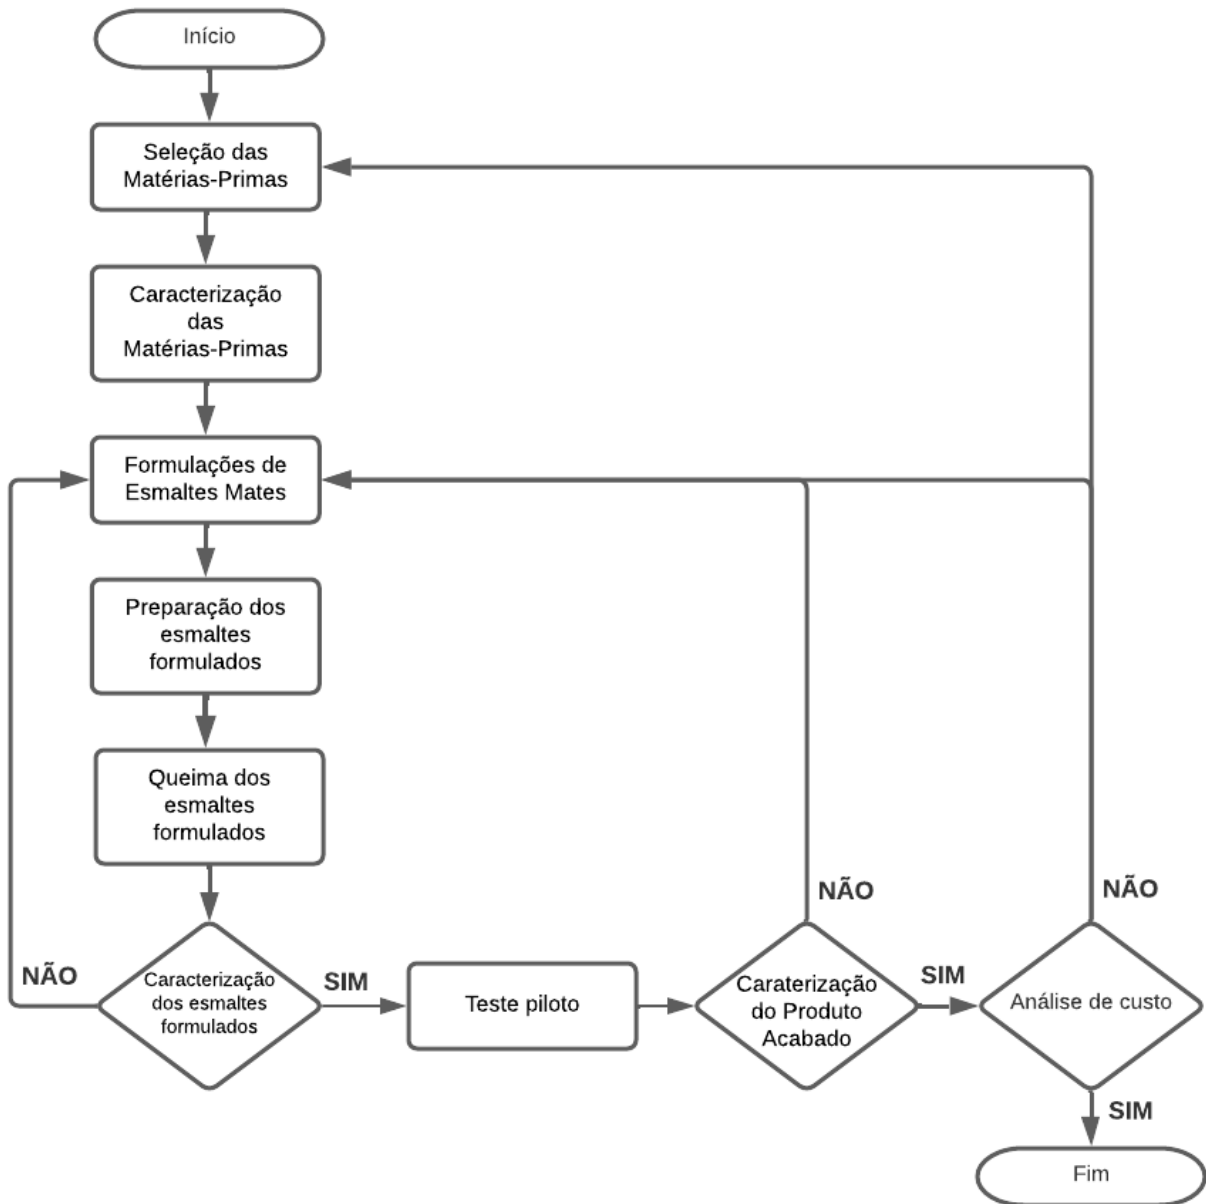 Início
Seleção das
Matérias-Primas
Caracterização
das
Matérias-Primas
Formulações de
Esmaltes Mates
Preparação dos
esmaltes
formulados
Queima dos
esmaltes
formulados
NÃO
Caracterização
dos esmaltes
formulados
SIM
Teste piloto
NÃO
Caraterização
do Produto
Acabado
SIM
NÃO
Análise de custo
SIM
Fim